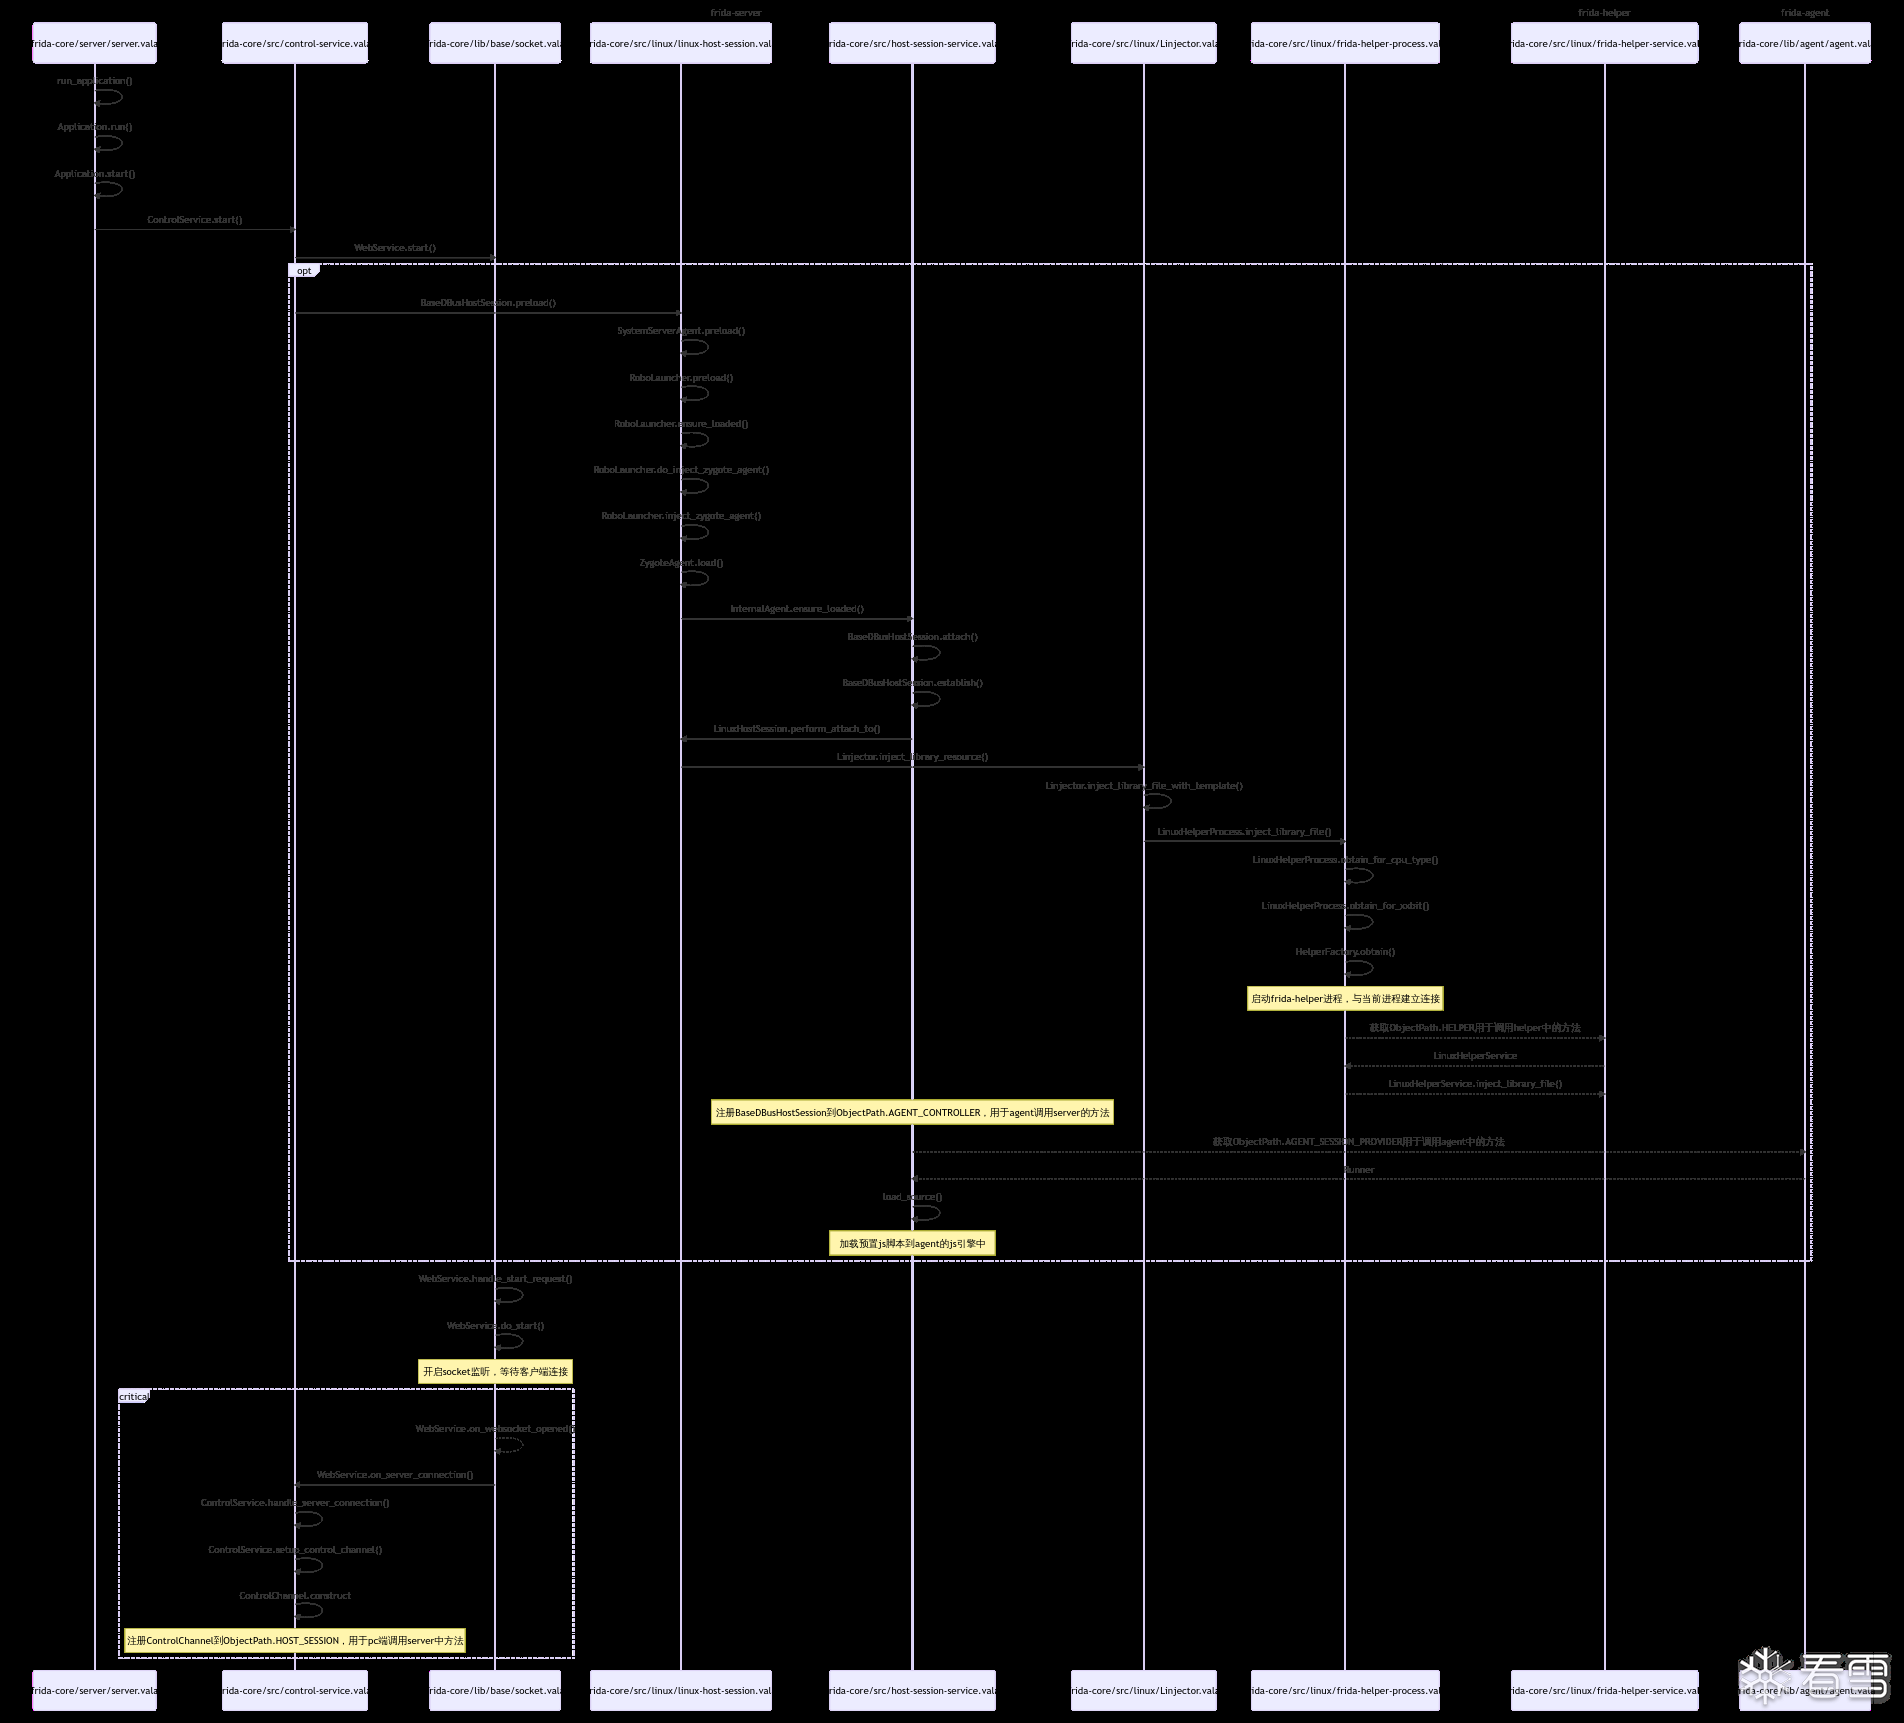 frida-server
frida-helper
frida-agent
frida-core/server/server.vala
rida-core/src/control-service.vala
rida-core/lib/base/socket.vala
rida-core/src/linux/linux-host-session.vala
rida-core/src/host-session-service.vala
rida-core/src/linux/Linjector.vala
rida-core/src/linux/frida-helper-process.val
rida-core/src/linux/frida-helper-service.val
rida-core/lib/agent/agent.vala
run_application()
Application.run()
Application.start()
ControlService.start()
WebService.start()
opt
BaseDBusHostSession.preload()
SystemServerAgent.preload()
RoboLauncher.preload()
RoboLauncher.ensure_loaded()
RoboLauncher.do_inject_zygote_agent()
RoboLauncher.inject_zygote_agent()
ZygoteAgent.load()
InternalAgent.ensure_loaded()
BaseDBusHostSession.attach()
BaseDBusHostSession.establish()
LinuxHostSession.perform_attach_to()
Linjector.inject_library_resource()
Linjector.inject_library_file_with_template()
LinuxHelperProcess.inject_library_file()
LinuxHelperProcess.obtain_for_cpu_type()
LinuxHelperProcess.obtain_for_xxbit()
HelperFactory.obtain()
启动frida-helper进程，与当前进程建立连接
获取ObjectPath.HELPER用于调用helper中的方法
LinuxHelperService
LinuxHelperService.inject_library_file()
注册BaseDBusHostSession到ObjectPath.AGENT_CONTROLLER，用于agent调用server的方法
获取ObjectPath.AGENT_SESSION_PROVIDER用于调用agent中的方法
Runner
load_source()
加载预置js脚本到agent的js引擎中
WebService.handle_start_request()
WebService.do_start()
开启socket监听，等待客户端连接
critical
WebService.on_websocket_opened()
WebService.on_server_connection()
ControlService.handle_server_connection()
ControlService.setup_control_channel()
ControlChannel.construct
注册ControlChannel到ObjectPath.HOST_SESSION，用于pc端调用server中方法
frida-core/server/server.vala
rida-core/src/control-service.vala
rida-core/lib/base/socket.vala
rida-core/src/linux/linux-host-session.vala
rida-core/src/host-session-service.vala
rida-core/src/linux/Linjector.vala
rida-core/src/linux/frida-helper-process.val
rida-core/src/linux/frida-helper-service.val
rida-core/lib/agent/agent.vala
看雪